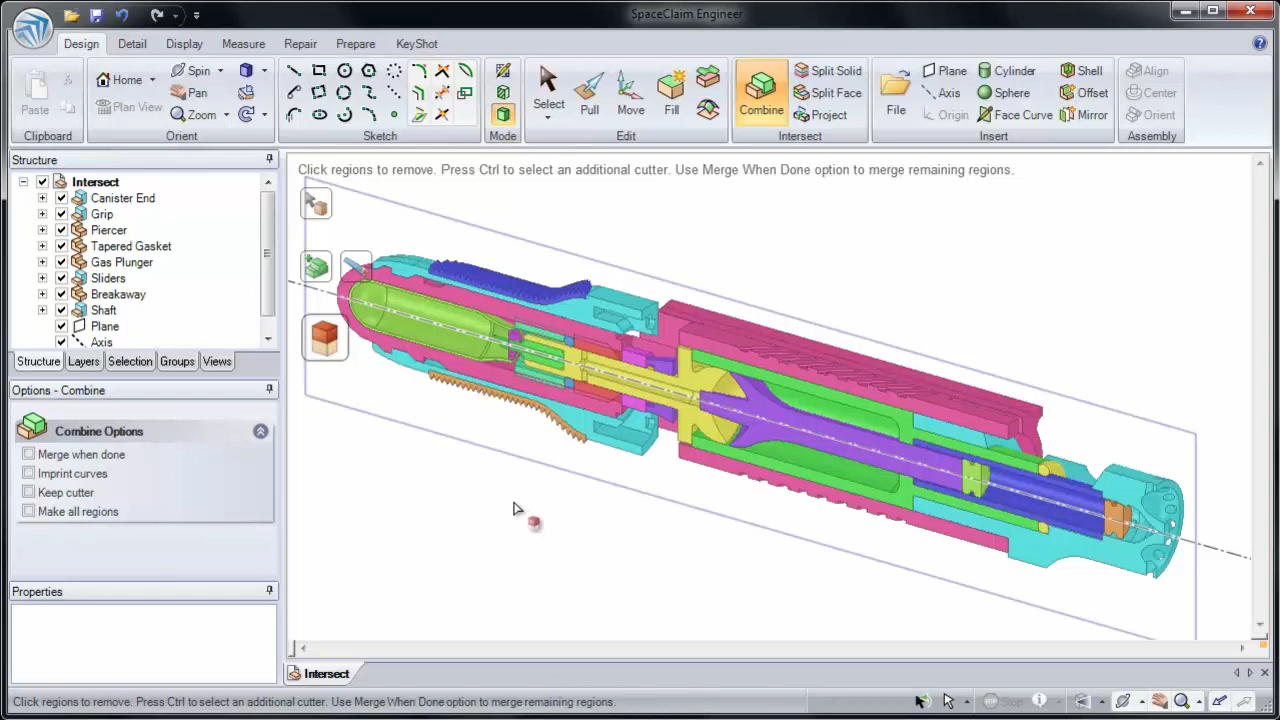 SpaceClaim Engineer
Design Detail Display Measure Repair Prepare KeyShot
Paste
Home
Plan View
Spin
Pan
Zoom
Select
Pull
Move
Fill
Combine
Split Solid
Split Face
Project
File
Plane
Axis
Origin
Cylinder
Sphere
Face Curve
Shell
Offset
Mirror
Align
Center
Orient
Clipboard Orient Sketch Mode Edit Intersect Insert Assembly
Structure
Intersect
Canister End
Grip
Piercer
Tapered Gasket
Gas Plunger
Sliders
Breakaway
Shaft
Plane
Axis
Structure Layers Selection Groups Views
Options - Combine
Combine Options
Merge when done
Imprint curves
Keep cutter
Make all regions
Properties
Click regions to remove. Press Ctrl to select an additional cutter. Use Merge When Done option to merge remaining regions.
Intersect
Click regions to remove. Press Ctrl to select an additional cutter. Use Merge When Done option to merge remaining regions.
Stop